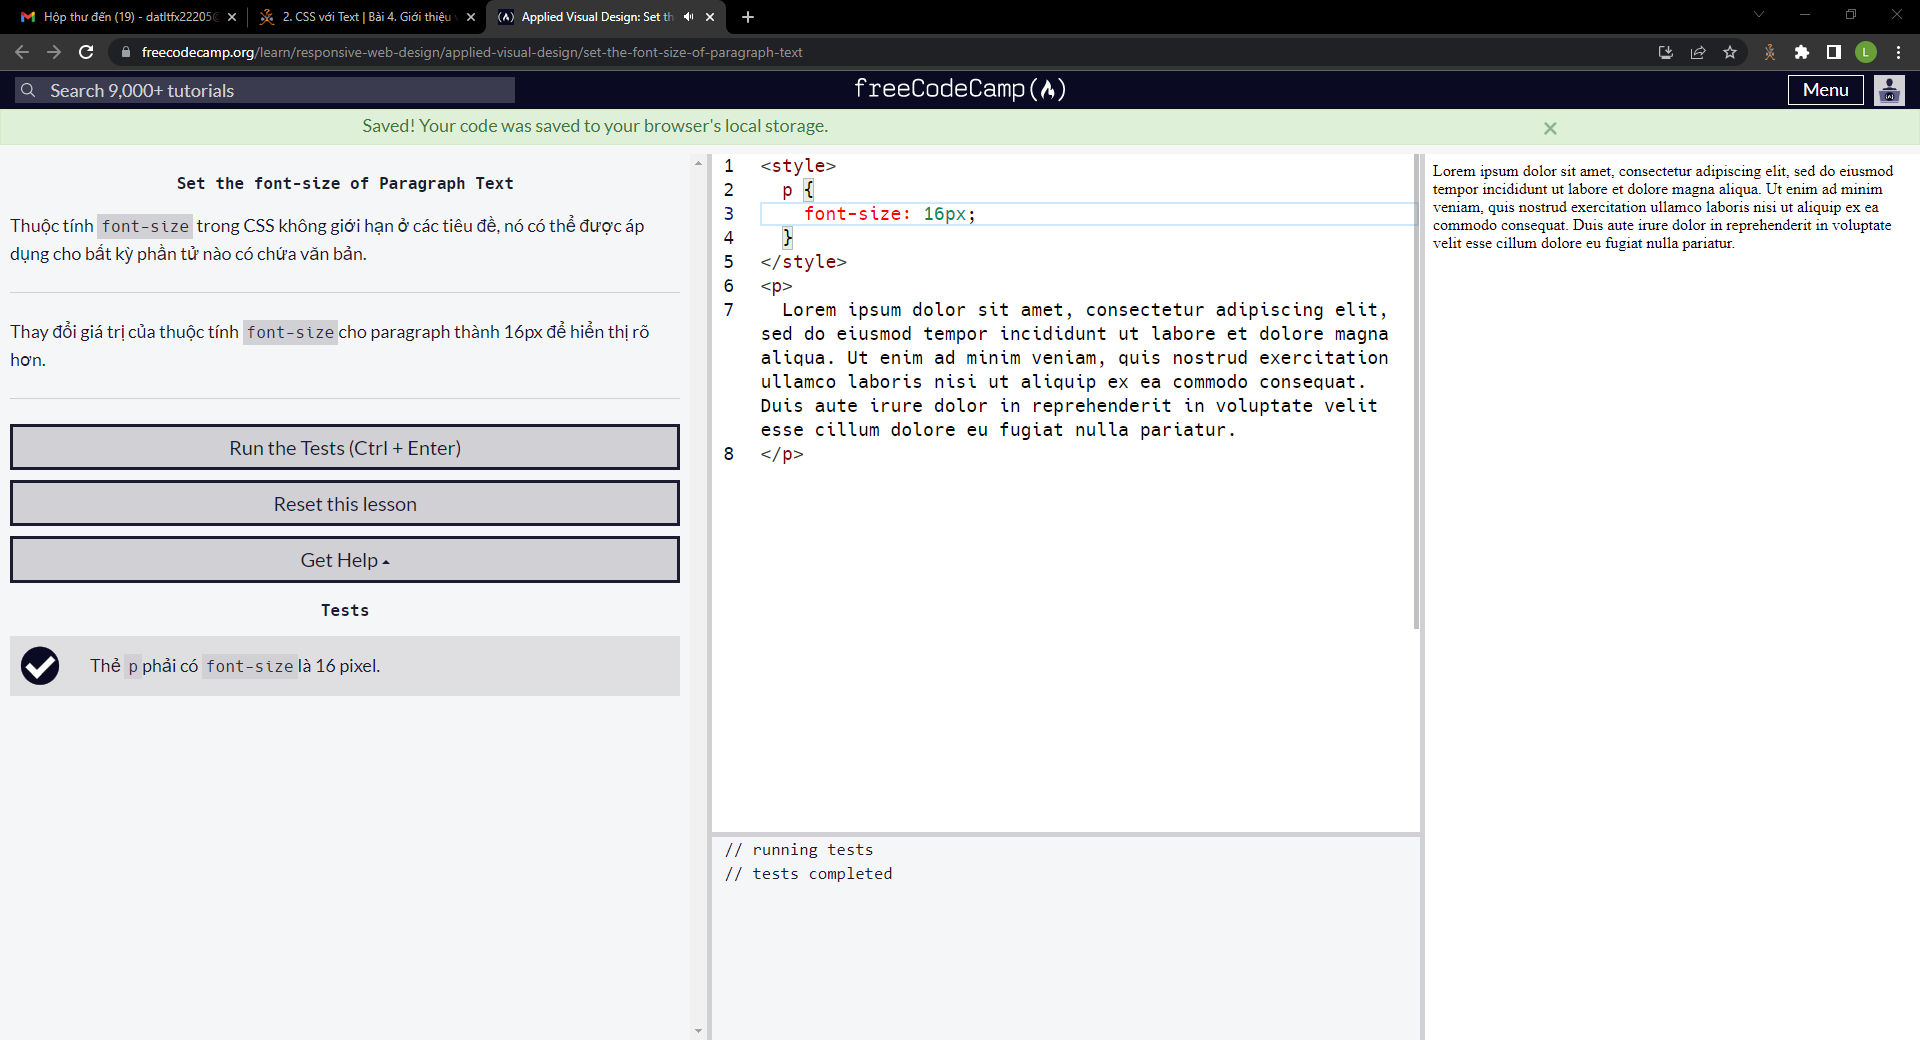 Hộp thư đến (19) - datltfx22205
2. CSS với Text | Bài 4. Giới thiệu
Applied Visual Design: Set th
freecodecamp.org/learn/responsive-web-design/applied-visual-design/set-the-font-size-of-paragraph-text
L
Search 9,000+ tutorials
freeCodeCamp
Menu
Saved! Your code was saved to your browser's local storage.
Set the font-size of Paragraph Text
Thuộc tính font-size trong CSS không giới hạn ở các tiêu đề, nó có thể được áp
dụng cho bất kỳ phần tử nào có chứa văn bản.
Thay đổi giá trị của thuộc tính font-size cho paragraph thành 16px để hiển thị rõ
hơn.
Run the Tests (Ctrl + Enter)
Reset this lesson
Get Help
Tests
Thẻ p phải có font-size là 16 pixel.
1 <style>
2 p {
3 font-size: 16px;
4 }
5 </style>
6 <p>
7 Lorem ipsum dolor sit amet, consectetur adipiscing elit,
sed do eiusmod tempor incididunt ut labore et dolore magna
aliqua. Ut enim ad minim veniam, quis nostrud exercitation
ullamco laboris nisi ut aliquip ex ea commodo consequat.
Duis aute irure dolor in reprehenderit in voluptate velit
esse cillum dolore eu fugiat nulla pariatur.
8 </p>
// running tests
// tests completed
Lorem ipsum dolor sit amet, consectetur adipiscing elit, sed do eiusmod
tempor incididunt ut labore et dolore magna aliqua. Ut enim ad minim
veniam, quis nostrud exercitation ullamco laboris nisi ut aliquip ex ea
commodo consequat. Duis aute irure dolor in reprehenderit in voluptate
velit esse cillum dolore eu fugiat nulla pariatur.